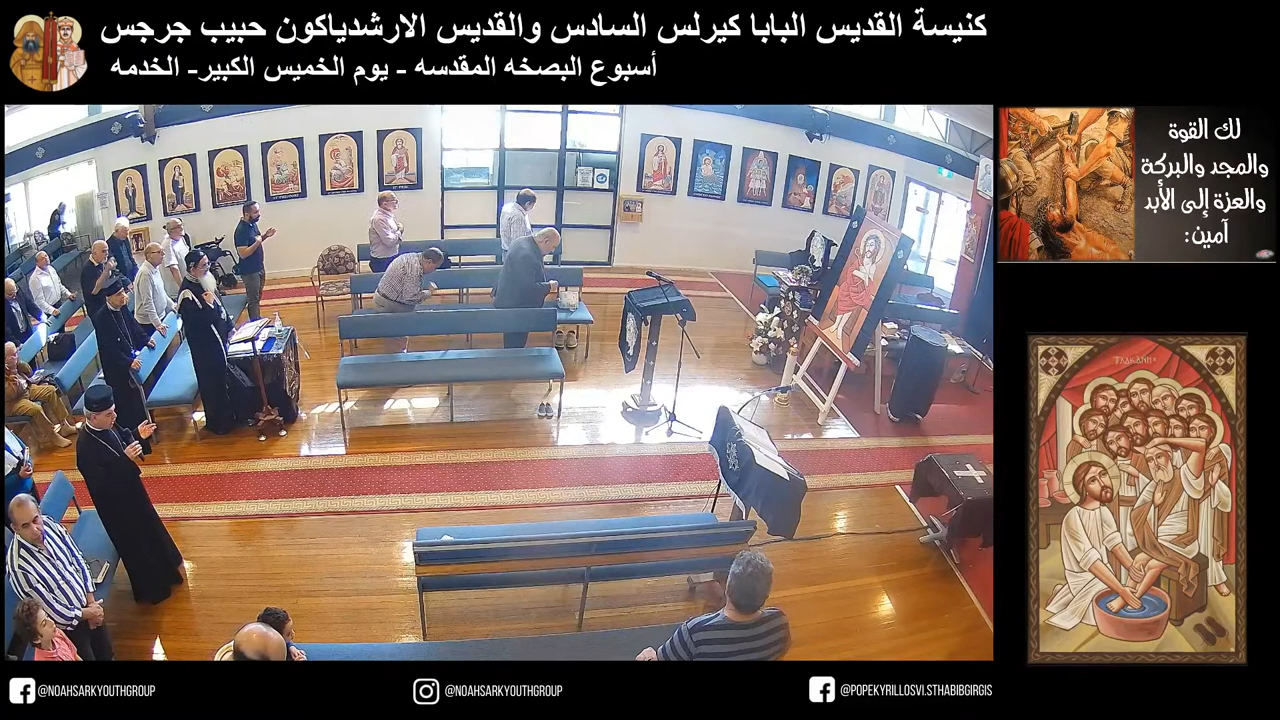 كنيسة القديس البابا كيرلس السادس والقديس الارشدياكون حبيب جرجس
أسبوع البصخه المقدسه - يوم الخميس الكبير- الخدمه
لك القوة
والمجد والبركة
والعزة إلى الأبد
آمين:
@NOAHSARKYOUTHGROUP
@NOAHSARKYOUTHGROUP
@POPEKYRILLOSVI.STHABIBGIRGIS